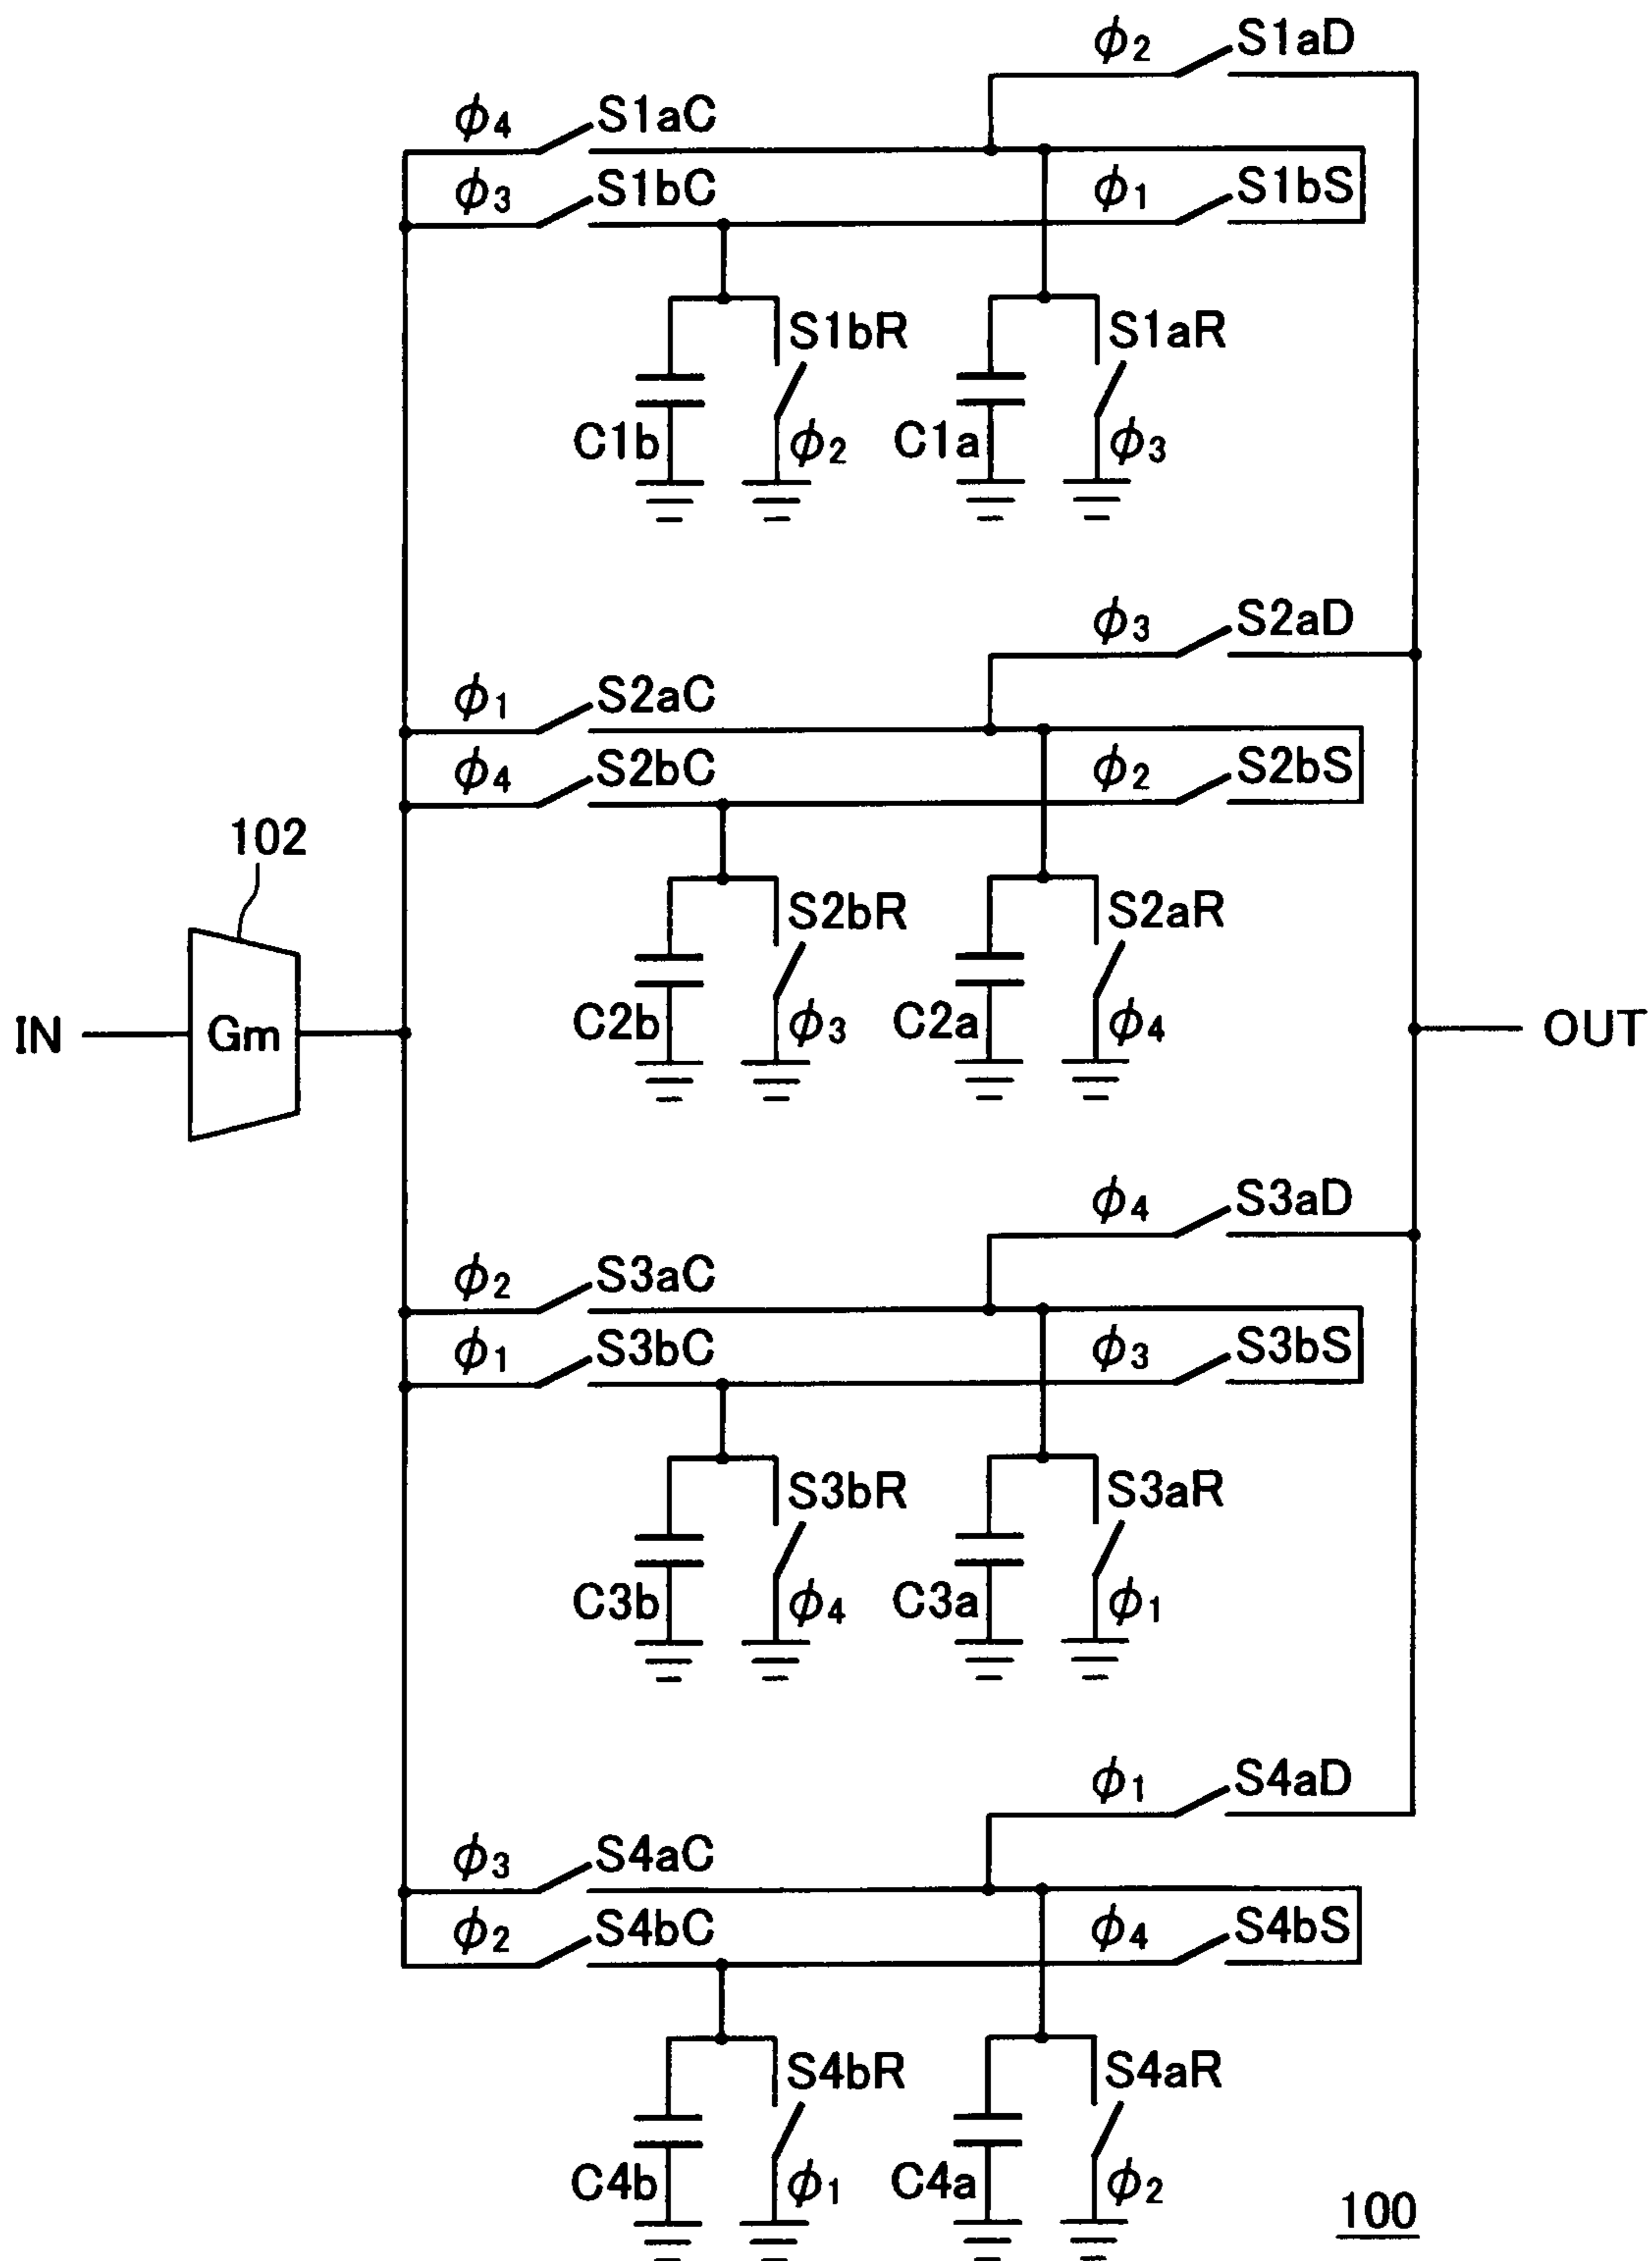 ϕ2 S1aD
ϕ4 S1aC
ϕ3 S1bC ϕ1 S1bS
S1bR S1aR
C1b ϕ2 C1a ϕ3
ϕ3 S2aD
ϕ1 S2aC
ϕ4 S2bC ϕ2 S2bS
102
S2bR S2aR
IN Gm C2b ϕ3 C2a ϕ4 OUT
ϕ4 S3aD
ϕ2 S3aC
ϕ1 S3bC ϕ3 S3bS
S3bR S3aR
C3b ϕ4 C3a ϕ1
ϕ1 S4aD
ϕ3 S4aC
ϕ2 S4bC ϕ4 S4bS
S4bR S4aR
C4b ϕ1 C4a ϕ2
100